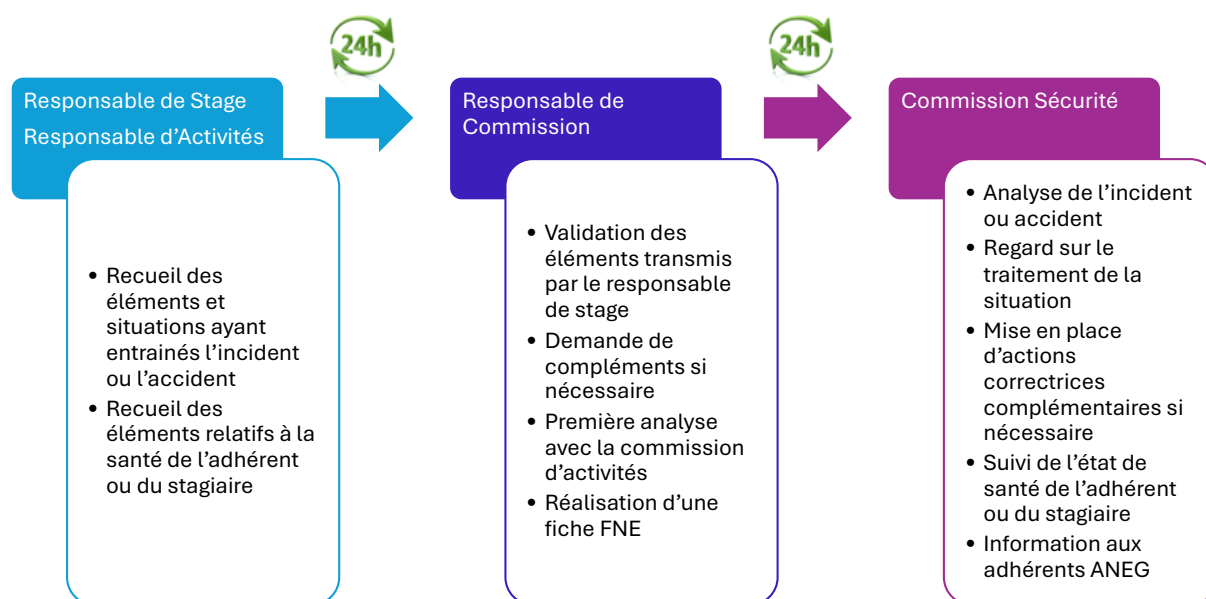 24h
24h
Responsable de Stage
Responsable d’Activités
• Recueil des
éléments et
situations ayant
entrainés l’incident
ou l’accident
• Recueil des
éléments relatifs à la
santé de l’adhérent
ou du stagiaire
Responsable de
Commission
• Validation des
éléments transmis
par le responsable
de stage
• Demande de
compléments si
nécessaire
• Première analyse
avec la commission
d’activités
• Réalisation d’une
fiche FNE
Commission Sécurité
• Analyse de l’incident
ou accident
• Regard sur le
traitement de la
situation
• Mise en place
d’actions
correctrices
complémentaires si
nécessaire
• Suivi de l’état de
santé de l’adhérent
ou du stagiaire
• Information aux
adhérents ANEG